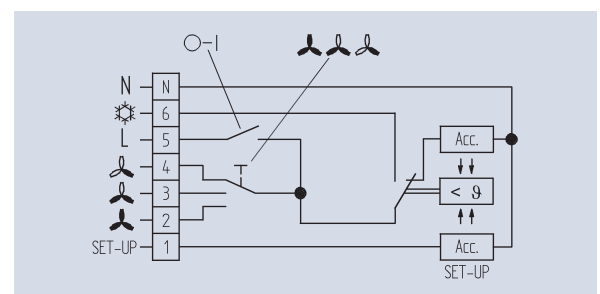 O-I
N N
6
L 5 Acc.
4
3 < ϑ
2
SET-UP 1 Acc.
SET-UP